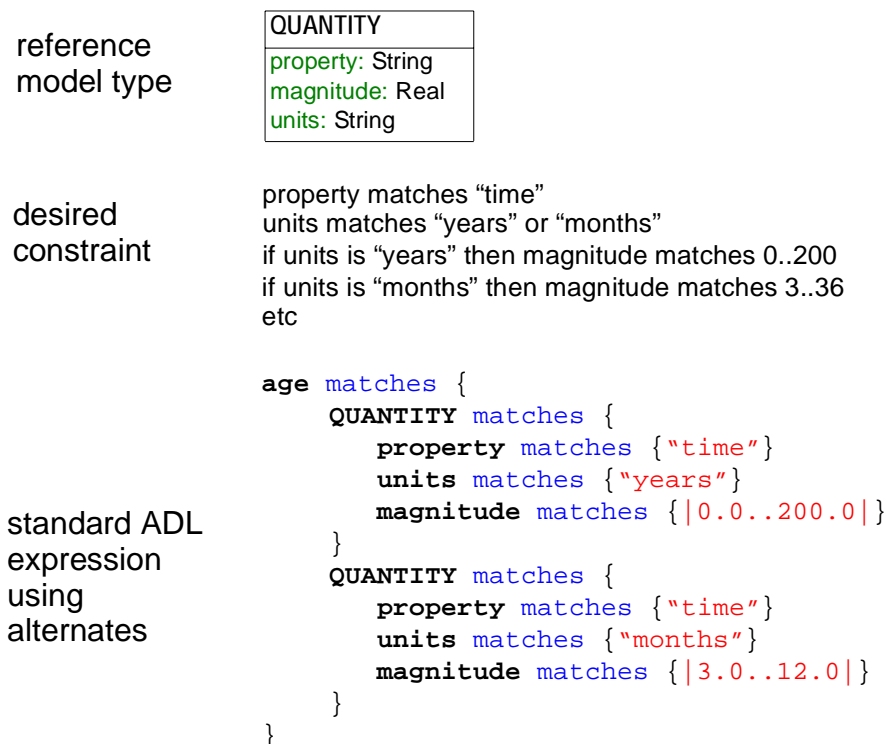 reference
model type
QUANTITY
property: String
magnitude: Real
units: String
desired
constraint
property matches “time”
units matches “years” or “months”
if units is “years” then magnitude matches 0..200
if units is “months” then magnitude matches 3..36
etc
standard ADL
expression
using
alternates
age matches {
QUANTITY matches {
property matches {“time”}
units matches {“years”}
magnitude matches {|0.0..200.0|}
}
QUANTITY matches {
property matches {“time”}
units matches {“months”}
magnitude matches {|3.0..12.0|}
}
}